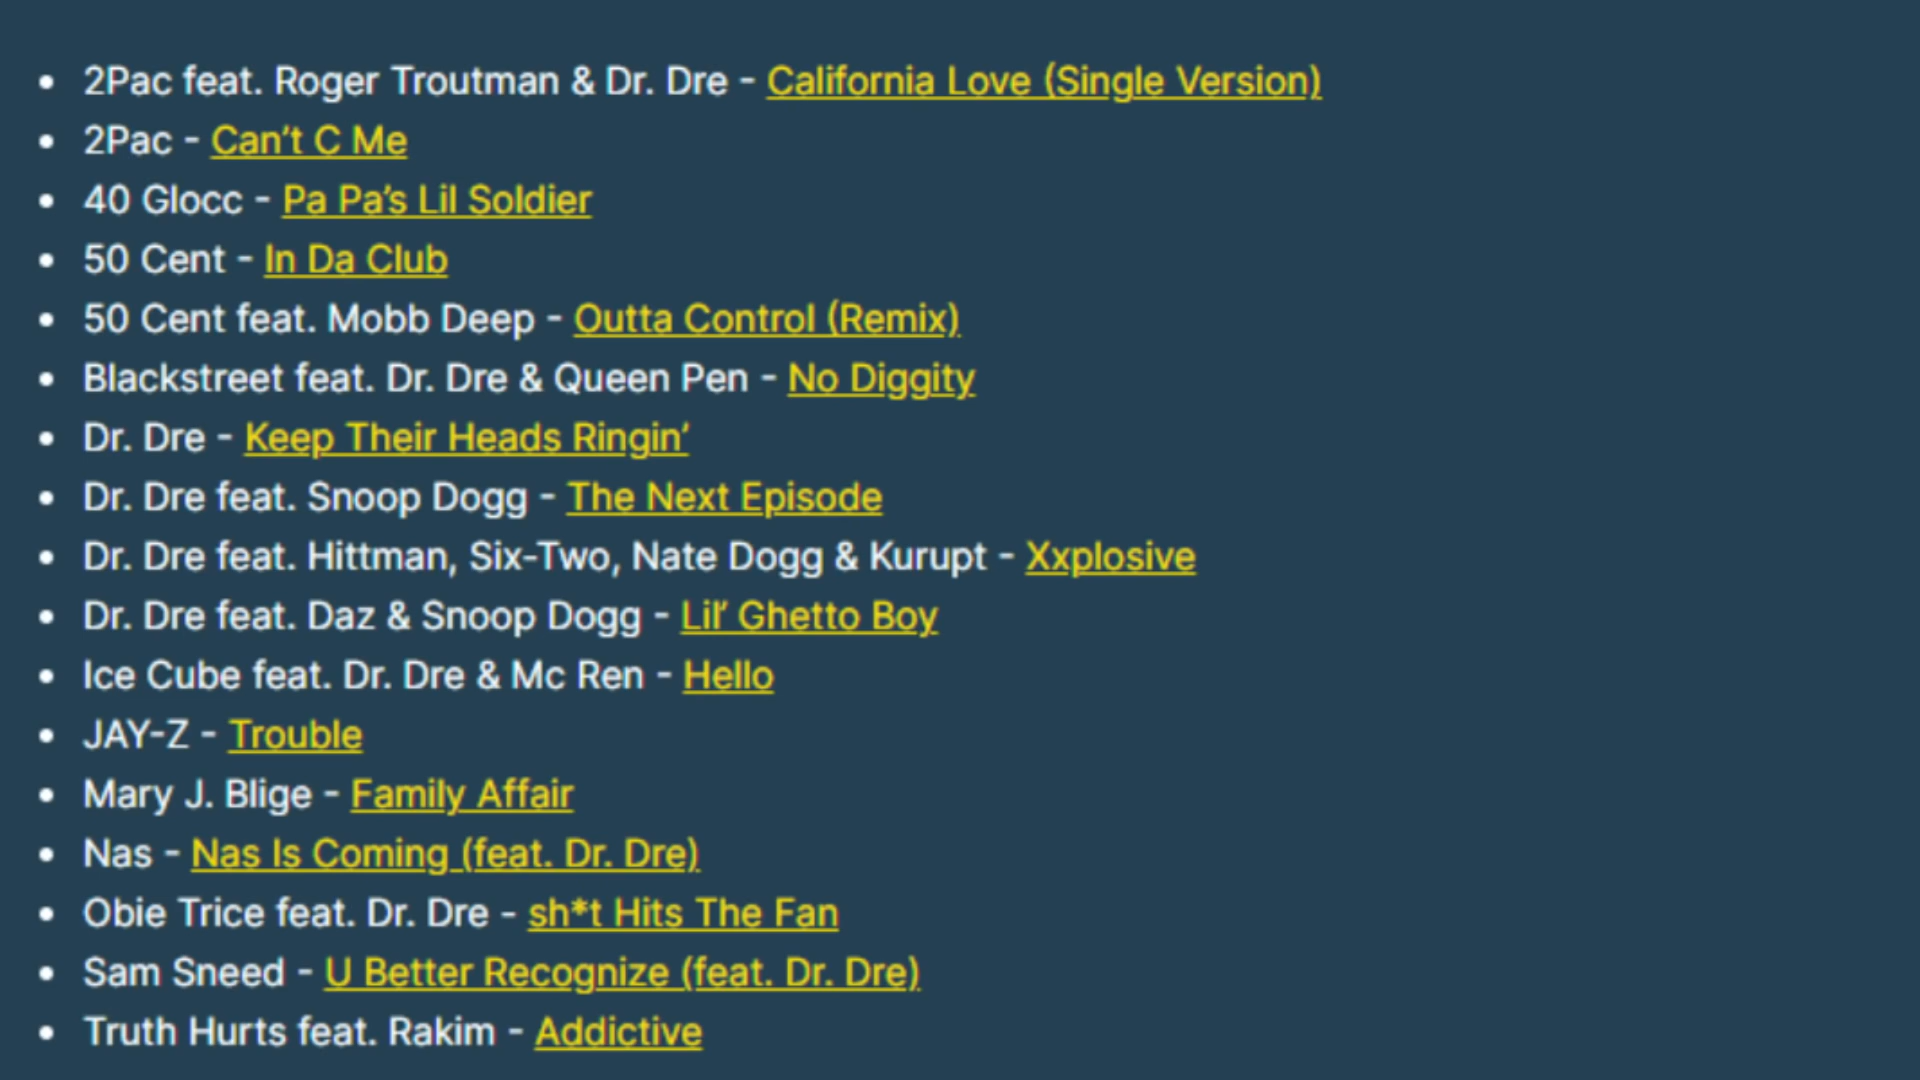 • 2Pac feat. Roger Troutman & Dr. Dre - California Love (Single Version)
• 2Pac - Can’t C Me
• 40 Glocc - Pa Pa’s Lil Soldier
• 50 Cent - In Da Club
• 50 Cent feat. Mobb Deep - Outta Control (Remix)
• Blackstreet feat. Dr. Dre & Queen Pen - No Diggity
• Dr. Dre - Keep Their Heads Ringin’
• Dr. Dre feat. Snoop Dogg - The Next Episode
• Dr. Dre feat. Hittman, Six-Two, Nate Dogg & Kurupt - Xxplosive
• Dr. Dre feat. Daz & Snoop Dogg - Lil’ Ghetto Boy
• Ice Cube feat. Dr. Dre & Mc Ren - Hello
• JAY-Z - Trouble
• Mary J. Blige - Family Affair
• Nas - Nas Is Coming (feat. Dr. Dre)
• Obie Trice feat. Dr. Dre - sh*t Hits The Fan
• Sam Sneed - U Better Recognize (feat. Dr. Dre)
• Truth Hurts feat. Rakim - Addictive